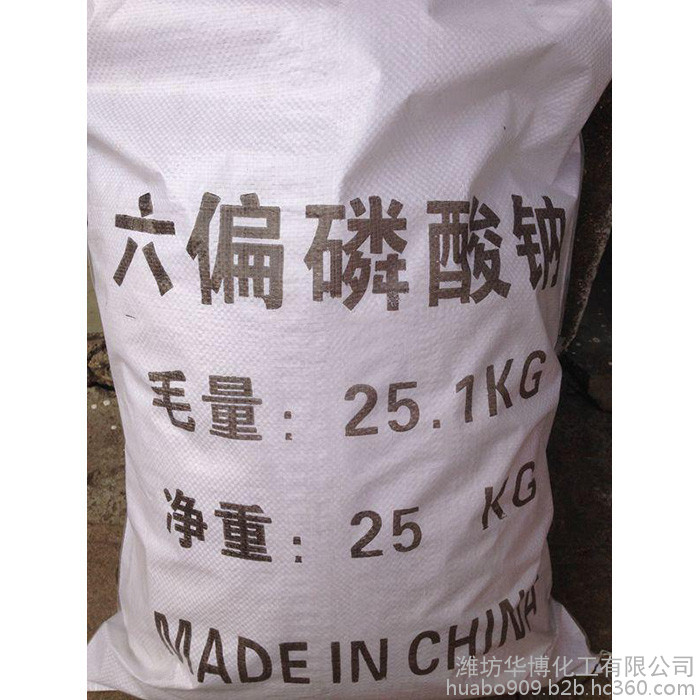 六偏磷酸钠
毛量：25.1KG
净重：25 KG
MADE IN CHINA
潍坊华博化工有限公司
huabo909.b2b.hc360.com